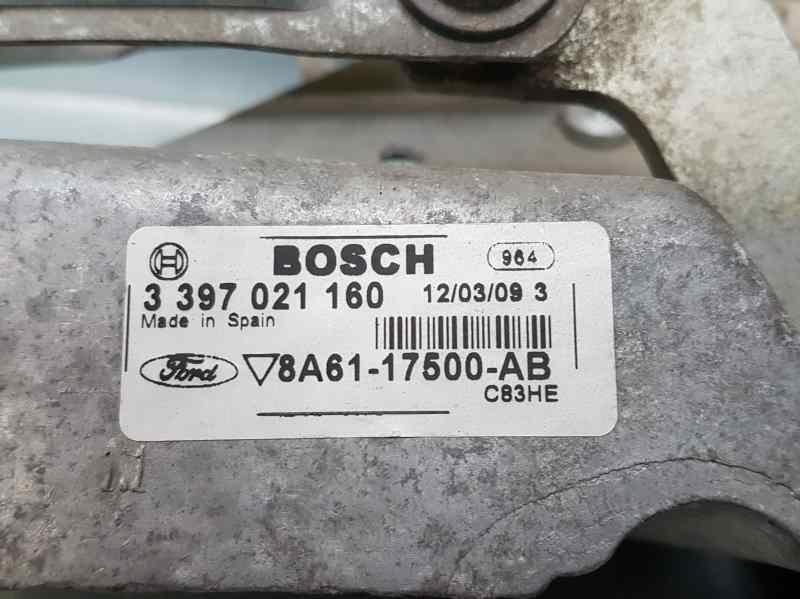 BOSCH 964
3 397 021 160 12/03/09 3
Made in Spain
Ford 8A61-17500-AB
C83HE